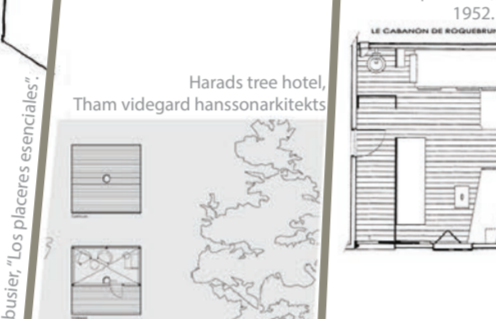 busier, "Los placeres esenciales".
Harads tree hotel,
Tham videgard hanssonarkitekts
1952.
LE CABANON DE ROQUEBRUN